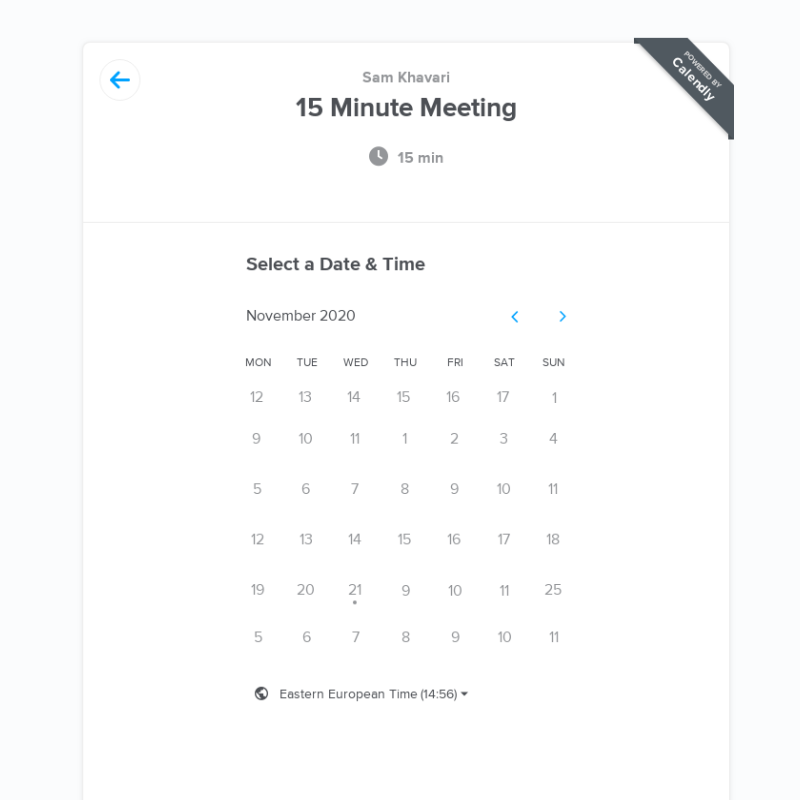 Sam Khavari
15 Minute Meeting
15 min
POWERED BY
Calendly
Select a Date & Time
November 2020
MON TUE WED THU FRI SAT SUN
12 13 14 15 16 17 1
9 10 11 1 2 3 4
5 6 7 8 9 10 11
12 13 14 15 16 17 18
19 20 21 9 10 11 25
5 6 7 8 9 10 11
Eastern European Time (14:56)